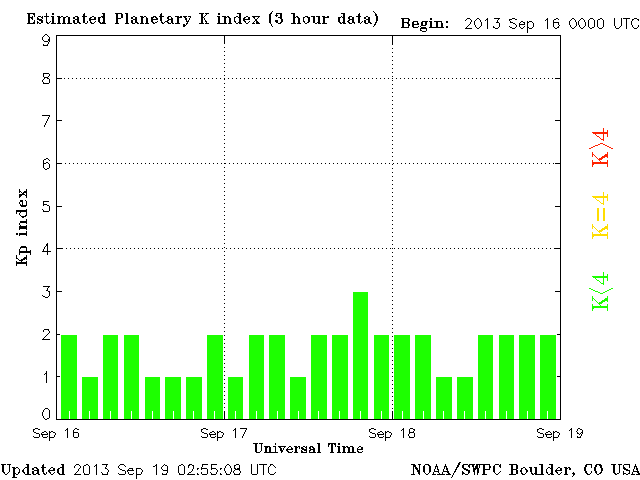 Estimated Planetary K index (3 hour data)
Begin: 2013 Sep 16 0000 UTC
9
8
7
6
5
4
3
2
1
0
Kp index
K>4
K=4
K<4
Sep 16
Sep 17
Sep 18
Sep 19
Universal Time
Updated 2013 Sep 19 02:55:08 UTC
NOAA/SWPC Boulder, CO USA